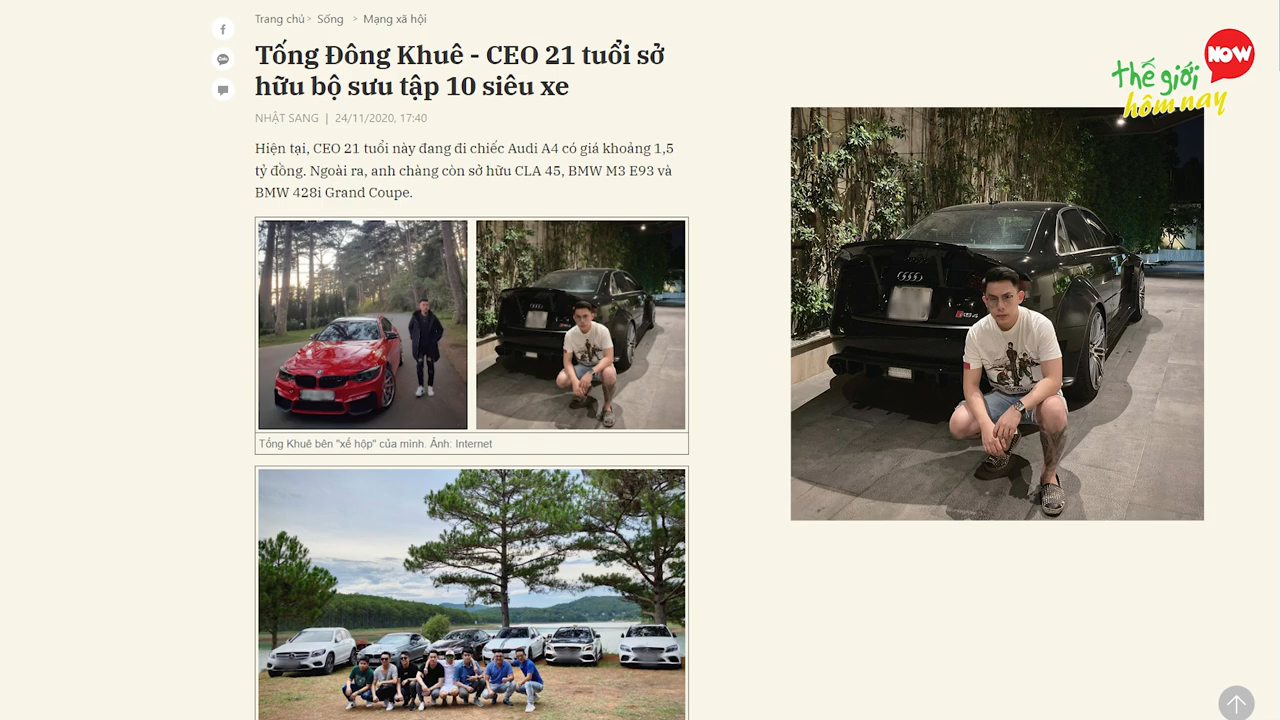 Trang chủ > Sống > Mạng xã hội
Tống Đông Khuê - CEO 21 tuổi sở
hữu bộ sưu tập 10 siêu xe
NHẬT SANG | 24/11/2020, 17:40
Hiện tại, CEO 21 tuổi này đang đi chiếc Audi A4 có giá khoảng 1,5
tỷ đồng. Ngoài ra, anh chàng còn sở hữu CLA 45, BMW M3 E93 và
BMW 428i Grand Coupe.
Tống Khuê bên "xế hộp" của mình. Ảnh: Internet
thế giới
NOW
hôm nay
RS4